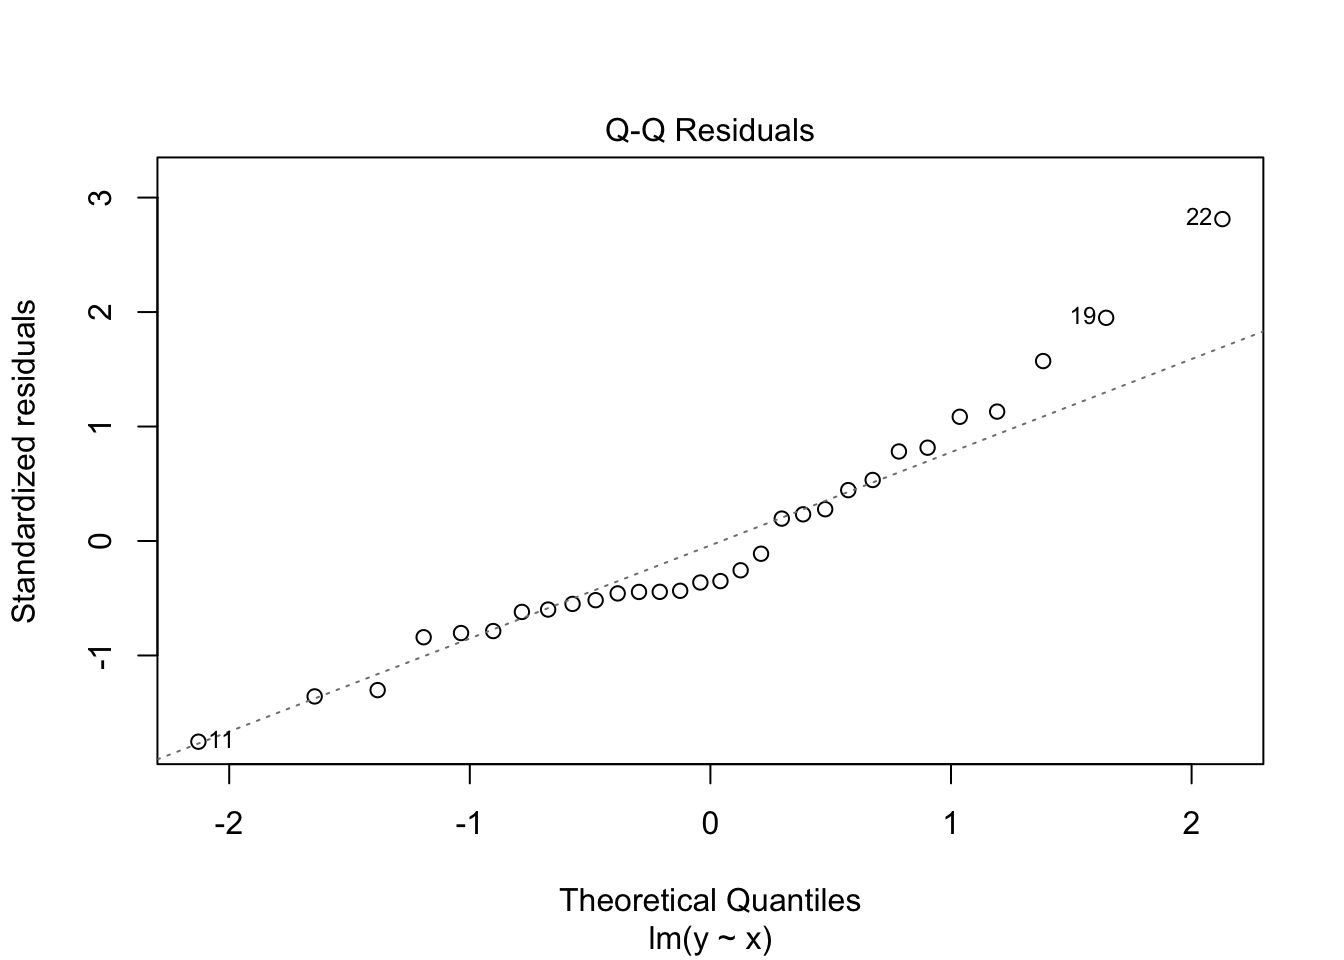 Q-Q Residuals
3
22
2
19
Standardized residuals
1
0
-1
11
-2 -1 0 1 2
Theoretical Quantiles
lm(y ~ x)